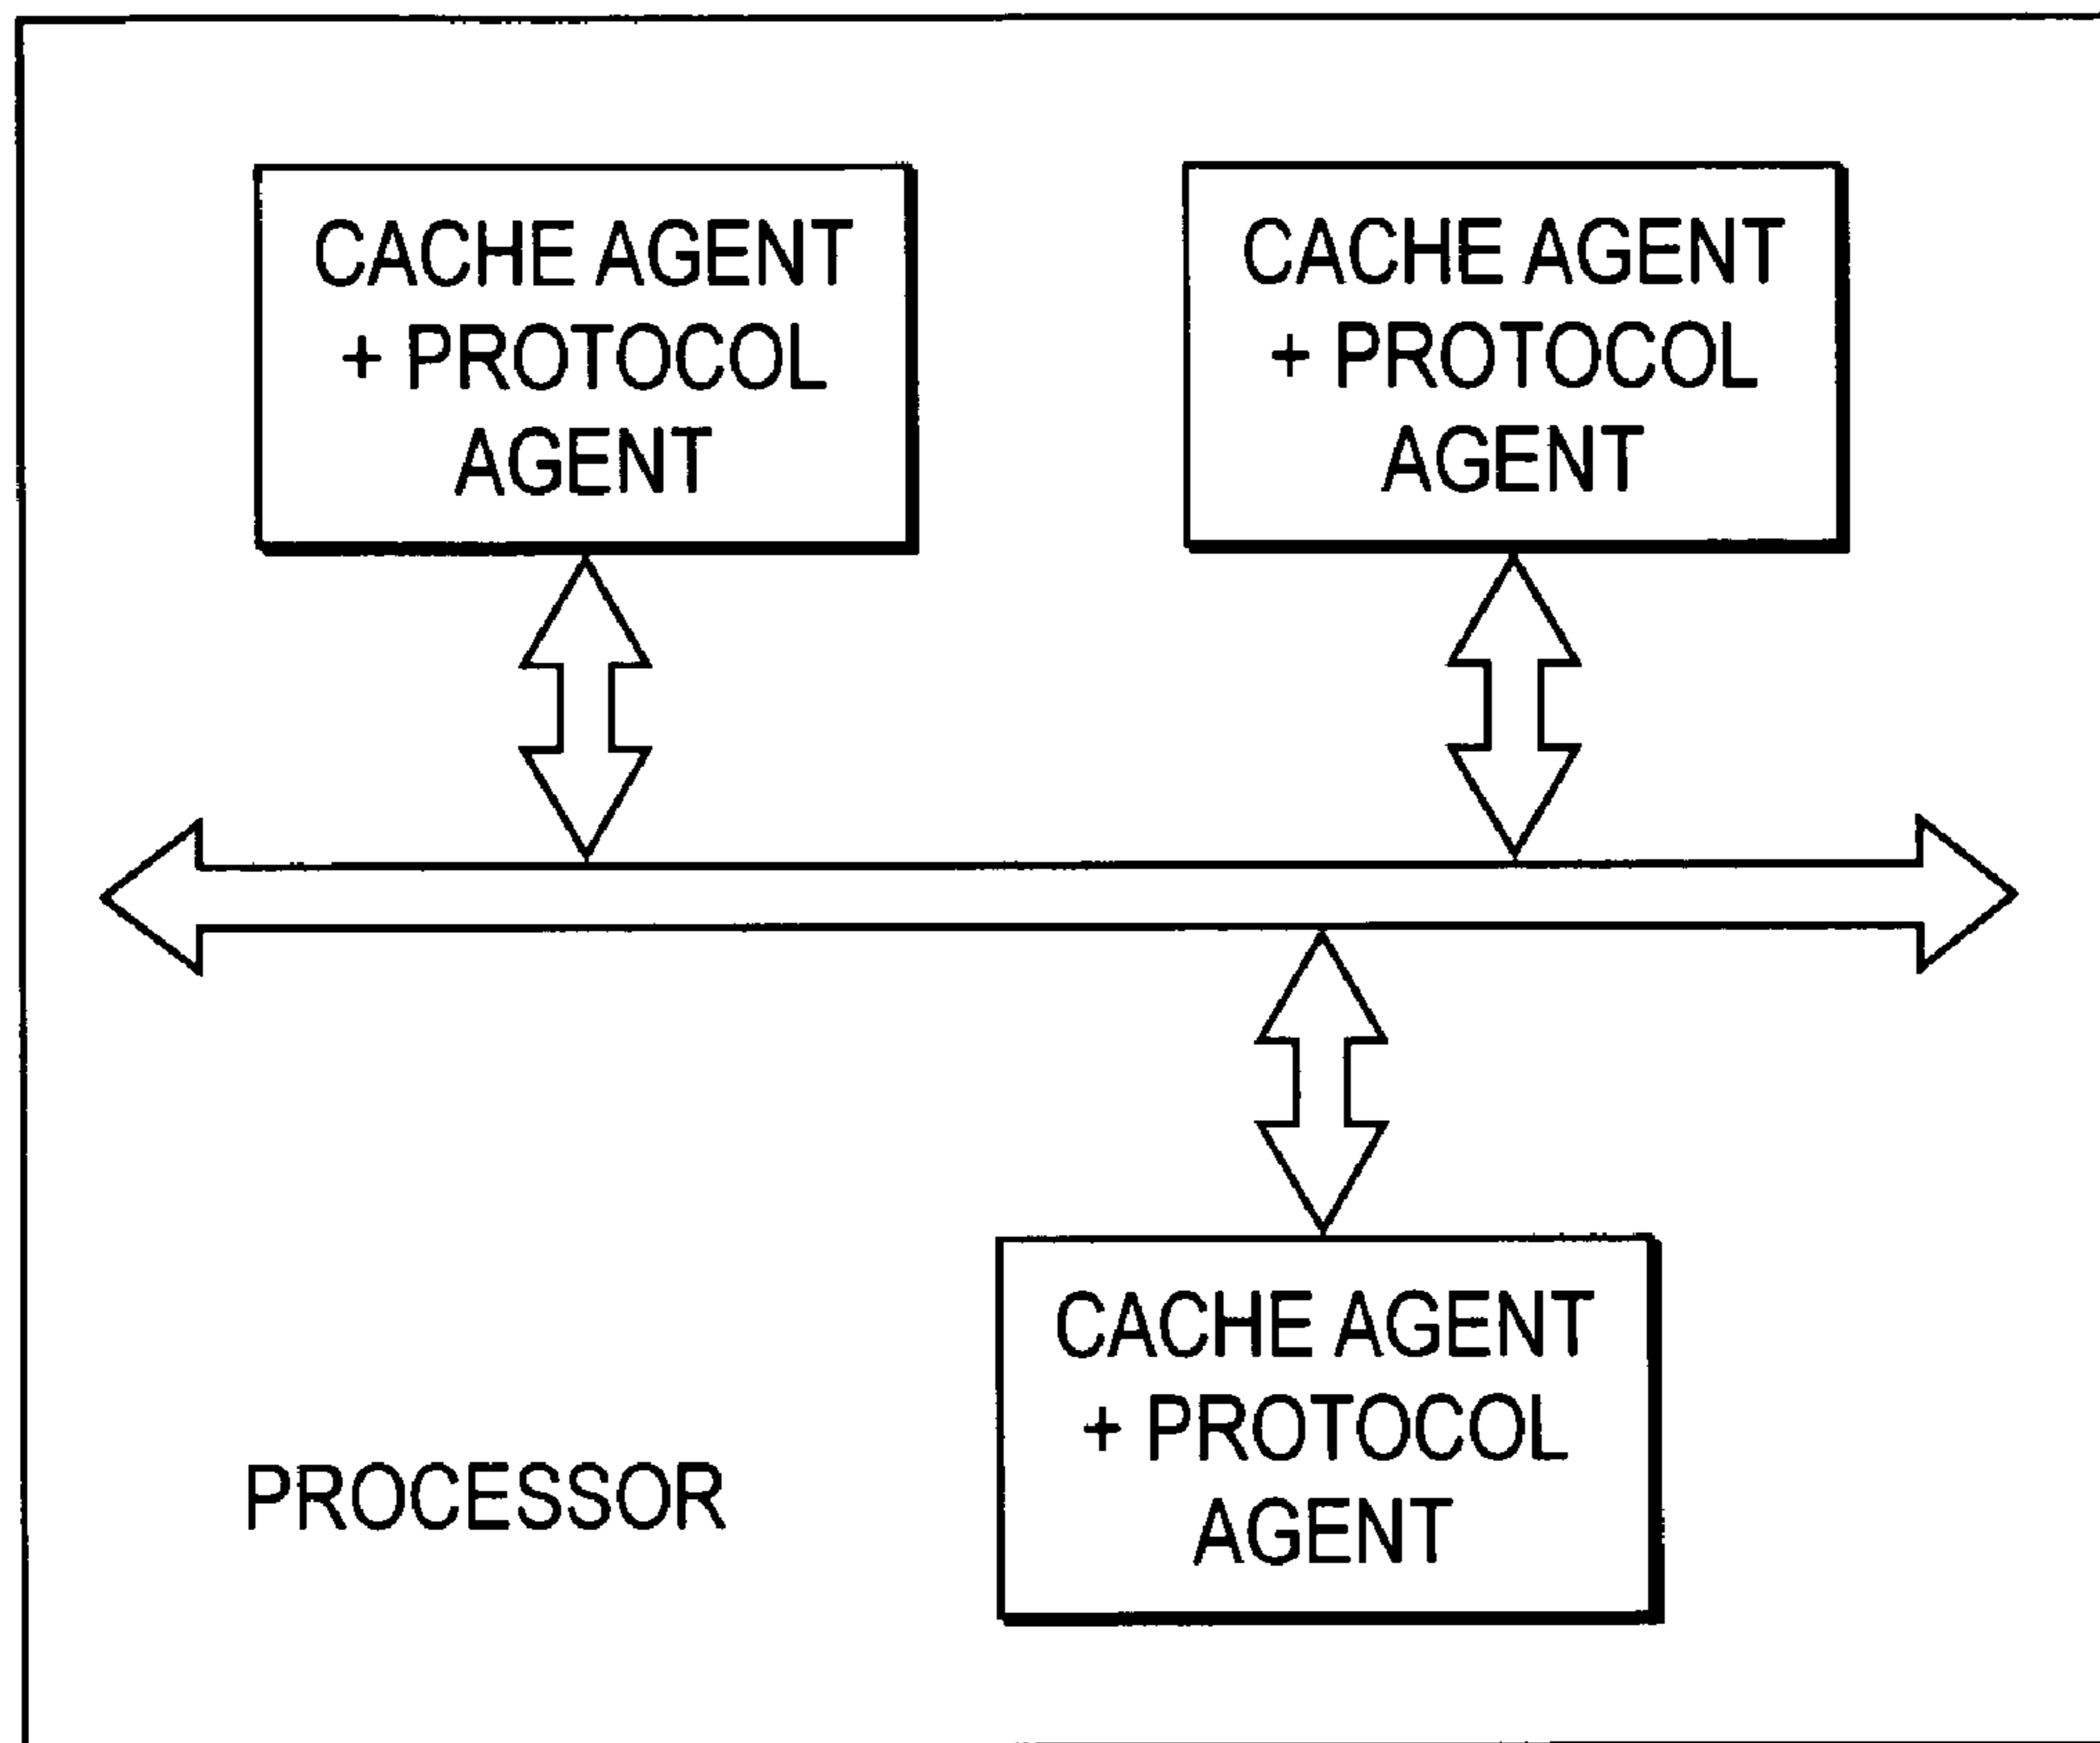 CACHE AGENT
+ PROTOCOL
AGENT
CACHE AGENT
+ PROTOCOL
AGENT
CACHE AGENT
+ PROTOCOL
AGENT
PROCESSOR